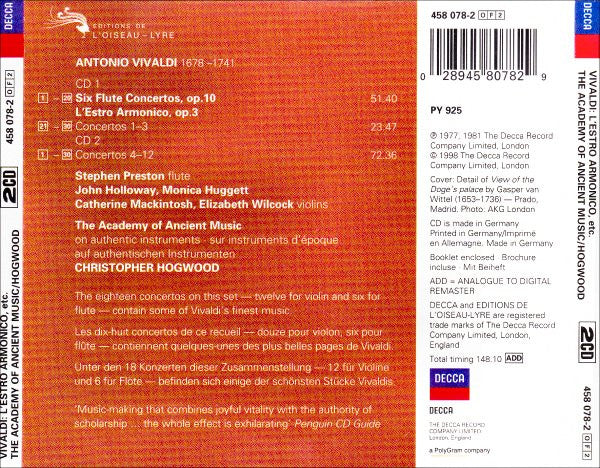 VIVALDI: L'ESTRO ARMONICO, etc.
THE ACADEMY OF ANCIENT MUSIC/HOGWOOD
2CD
458 078-2 OF2
DECCA
EDITIONS DE
L'OISEAU-LYRE
ANTONIO VIVALDI 1678–1741
CD 1
1 – 20 Six Flute Concertos, op.10 51.40
L'Estro Armonico, op.3
21 – 30 Concertos 1–3 23.47
CD 2
1 – 30 Concertos 4–12 72.36
Stephen Preston flute
John Holloway, Monica Huggett
Catherine Mackintosh, Elizabeth Wilcock violins
The Academy of Ancient Music
on authentic instruments · sur instruments d'époque
auf authentischen Instrumenten
CHRISTOPHER HOGWOOD
The eighteen concertos on this set — twelve for violin and six for
flute — contain some of Vivaldi's finest music.
Les dix-huit concertos de ce recueil — douze pour violon, six pour
flûte — contiennent quelques-unes des plus belles pages de Vivaldi.
Unter den 18 Konzerten dieser Zusammenstellung — 12 für Violine
und 6 für Flöte — befinden sich einige der schönsten Stücke Vivaldis.
'Music-making that combines joyful vitality with the authority of
scholarship ... the whole effect is exhilarating' Penguin CD Guide
458 078-2 OF2
0 28945 80782 9
PY 925
℗ 1977, 1981 The Decca Record
Company Limited, London
© 1998 The Decca Record
Company Limited, London
Cover: Detail of View of the
Doge's palace by Gasper van
Wittel (1653–1736) — Prado,
Madrid. Photo: AKG London
CD is made in Germany
Printed in Germany/Imprimé
en Allemagne. Made in Germany
Booklet enclosed · Brochure
incluse · Mit Beiheft
ADD = ANALOGUE TO DIGITAL
REMASTER
DECCA and EDITIONS DE
L'OISEAU-LYRE are registered
trade marks of The Decca Record
Company Limited, London,
England
Total timing 148:10 ADD
DECCA
DECCA
THE DECCA RECORD
COMPANY LIMITED
London, England
a PolyGram company
DECCA
VIVALDI: L'ESTRO ARMONICO, etc.
THE ACADEMY OF ANCIENT MUSIC/HOGWOOD
2CD
458 078-2 OF2